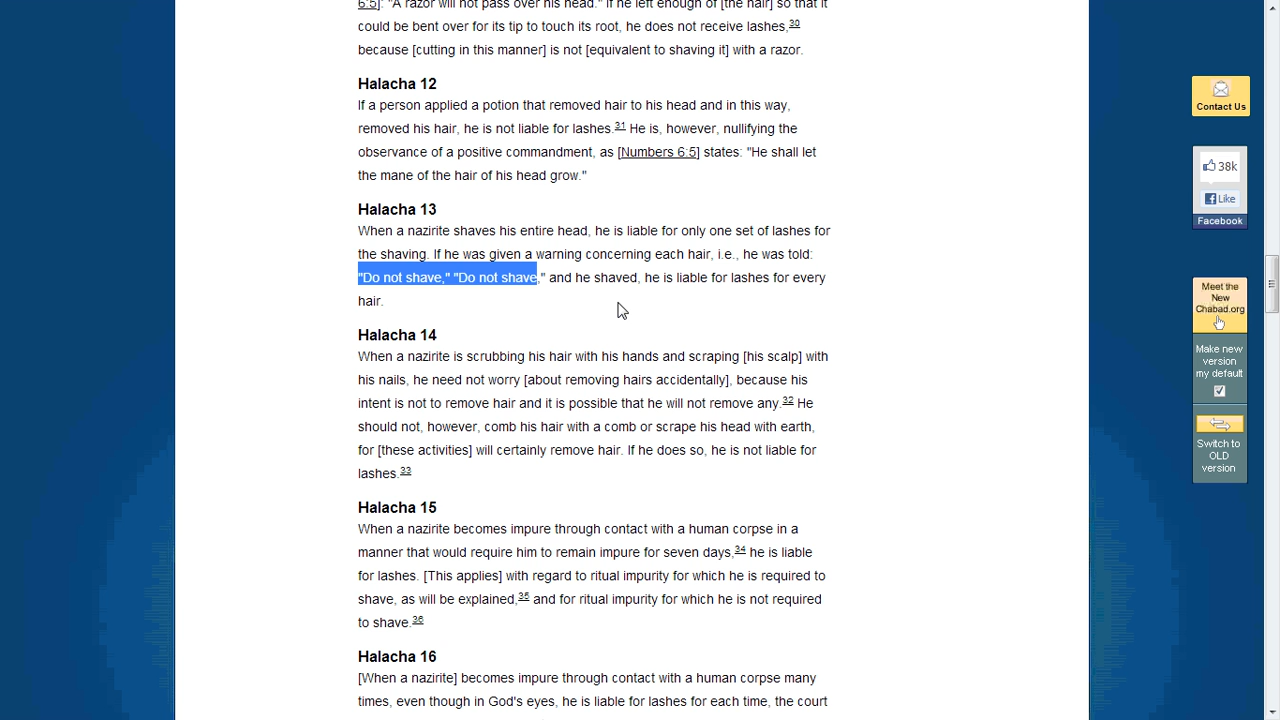 6:5]: "A razor will not pass over his head." If he left enough of [the hair] so that it
could be bent over for its tip to touch its root, he does not receive lashes,30
because [cutting in this manner] is not [equivalent to shaving it] with a razor.
Halacha 12
If a person applied a potion that removed hair to his head and in this way,
removed his hair, he is not liable for lashes.31 He is, however, nullifying the
observance of a positive commandment, as [Numbers 6:5] states: "He shall let
the mane of the hair of his head grow."
Halacha 13
When a nazirite shaves his entire head, he is liable for only one set of lashes for
the shaving. If he was given a warning concerning each hair, i.e., he was told:
"Do not shave," "Do not shave," and he shaved, he is liable for lashes for every
hair.
Halacha 14
When a nazirite is scrubbing his hair with his hands and scraping [his scalp] with
his nails, he need not worry [about removing hairs accidentally], because his
intent is not to remove hair and it is possible that he will not remove any.32 He
should not, however, comb his hair with a comb or scrape his head with earth,
for [these activities] will certainly remove hair. If he does so, he is not liable for
lashes.33
Halacha 15
When a nazirite becomes impure through contact with a human corpse in a
manner that would require him to remain impure for seven days,34 he is liable
for lashes. [This applies] with regard to ritual impurity for which he is required to
shave, as will be explained,35 and for ritual impurity for which he is not required
to shave.36
Halacha 16
[When a nazirite] becomes impure through contact with a human corpse many
times, even though in God's eyes, he is liable for lashes for each time, the court
Contact Us
38k
Like
Facebook
Meet the
New
Chabad.org
Make new
version
my default
Switch to
OLD
version